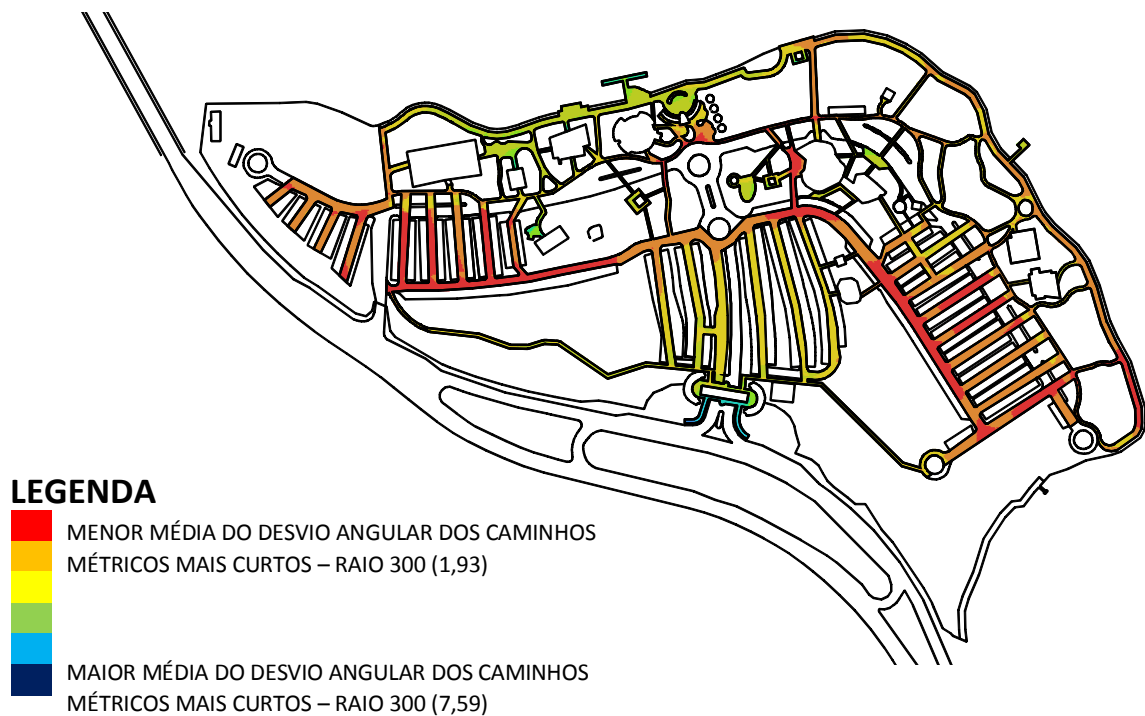 LEGENDA
MENOR MÉDIA DO DESVIO ANGULAR DOS CAMINHOS
MÉTRICOS MAIS CURTOS – RAIO 300 (1,93)
MAIOR MÉDIA DO DESVIO ANGULAR DOS CAMINHOS
MÉTRICOS MAIS CURTOS – RAIO 300 (7,59)